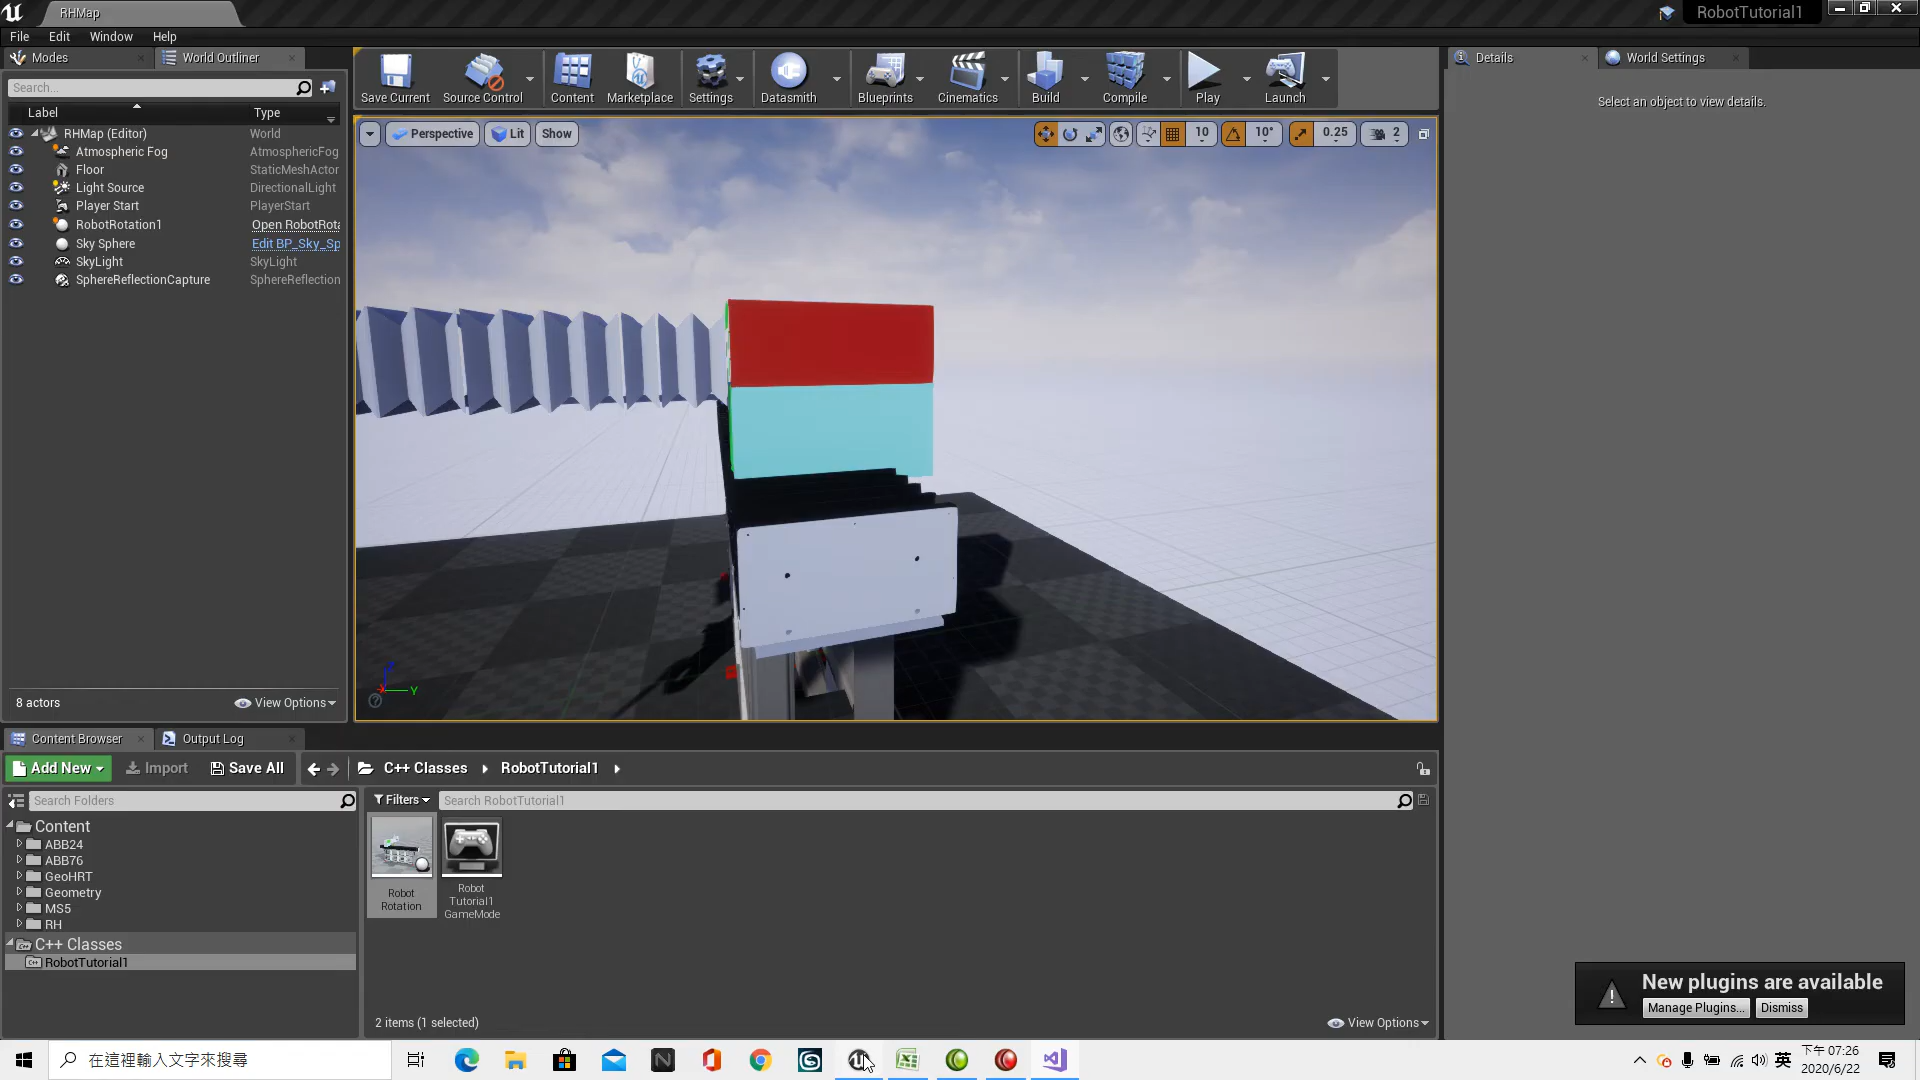 RHMap
RobotTutorial1
File Edit Window Help
Modes
World Outliner
Search...
Label Type
RHMap (Editor) World
Atmospheric Fog AtmosphericFog
Floor StaticMeshActor
Light Source DirectionalLight
Player Start PlayerStart
RobotRotation1 Open RobotRota
Sky Sphere Edit BP_Sky_Sp
SkyLight SkyLight
SphereReflectionCapture SphereReflection
8 actors
View Options
Save Current
Source Control
Content
Marketplace
Settings
Datasmith
Blueprints
Cinematics
Build
Compile
Play
Launch
Perspective
Lit
Show
10
10°
0.25
2
Y
Details
World Settings
Select an object to view details.
Content Browser
Output Log
Add New
Import
Save All
C++ Classes
RobotTutorial1
Search Folders
Content
ABB24
ABB76
GeoHRT
Geometry
MS5
RH
C++ Classes
RobotTutorial1
Filters
Search RobotTutorial1
Robot
Rotation
Robot
Tutorial1
GameMode
2 items (1 selected)
View Options
New plugins are available
Manage Plugins...
Dismiss
在這裡輸入文字來搜尋
英
下午 07:26
2020/6/22